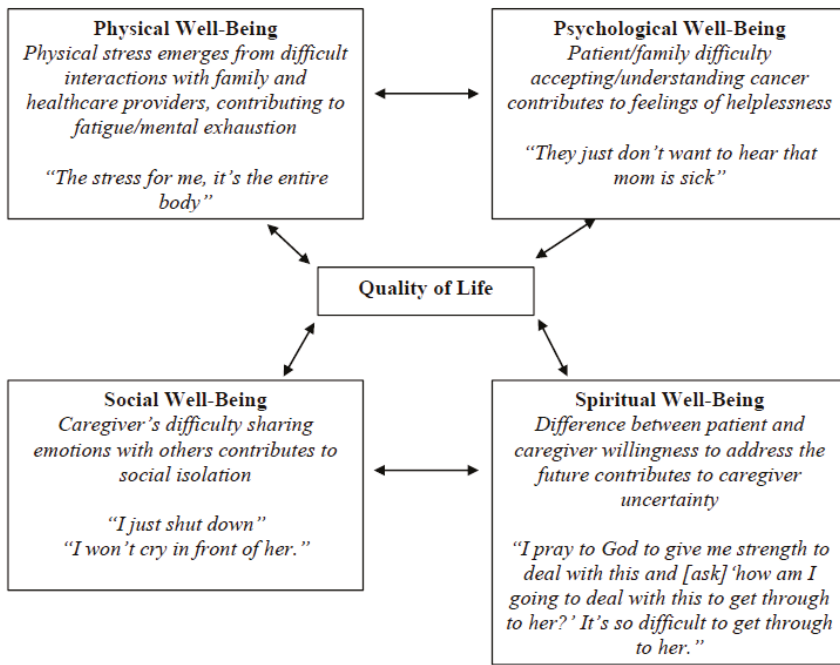 Physical Well-Being
Physical stress emerges from difficult
interactions with family and
healthcare providers, contributing to
fatigue/mental exhaustion
“The stress for me, it’s the entire
body”
Psychological Well-Being
Patient/family difficulty
accepting/understanding cancer
contributes to feelings of helplessness
“They just don’t want to hear that
mom is sick”
Quality of Life
Social Well-Being
Caregiver’s difficulty sharing
emotions with others contributes to
social isolation
“I just shut down”
“I won’t cry in front of her.”
Spiritual Well-Being
Difference between patient and
caregiver willingness to address the
future contributes to caregiver
uncertainty
“I pray to God to give me strength to
deal with this and [ask] ‘how am I
going to deal with this to get through
to her?’ It’s so difficult to get through
to her.”